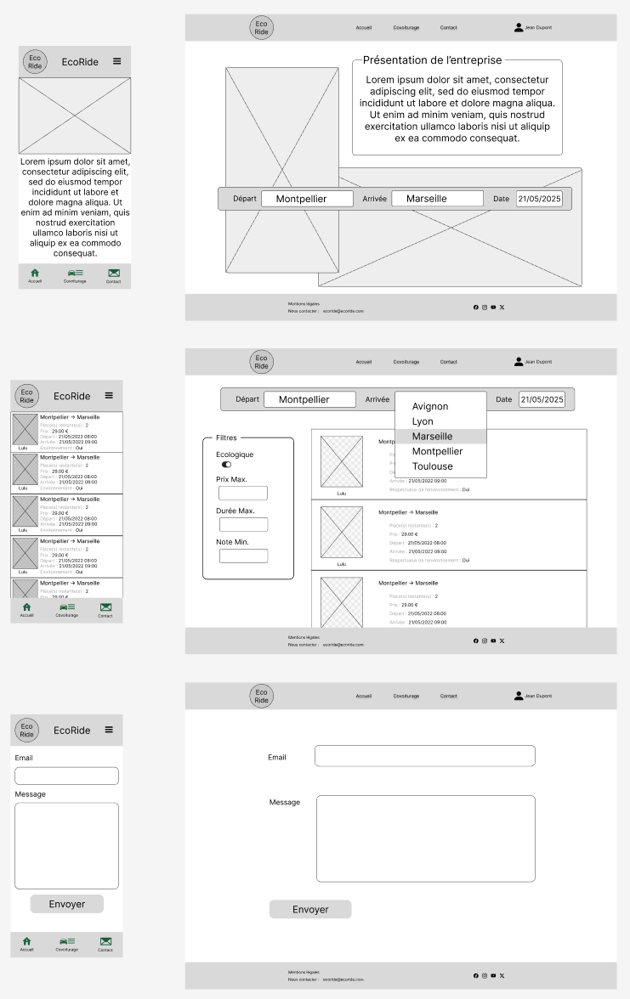 Eco
Ride
EcoRide
Lorem ipsum dolor sit amet,
consectetur adipiscing elit,
sed do eiusmod tempor
incididunt ut labore et
dolore magna aliqua. Ut
enim ad minim veniam, quis
nostrud exercitation
ullamco laboris nisi ut
aliquip ex ea commodo
consequat.
Accueil
Covoiturage
Contact
Eco
Ride
Accueil
Covoiturage
Contact
Jean Dupont
Présentation de l'entreprise
Lorem ipsum dolor sit amet, consectetur
adipiscing elit, sed do eiusmod tempor
incididunt ut labore et dolore magna aliqua.
Ut enim ad minim veniam, quis nostrud
exercitation ullamco laboris nisi ut aliquip
ex ea commodo consequat.
Départ
Montpellier
Arrivée
Marseille
Date
21/05/2025
Mentions légales
Nous contacter : ecoride@ecoride.com
Eco
Ride
EcoRide
Montpellier → Marseille
Place(s) restante(s) : 2
Prix : 29.00 €
Départ : 21/05/2022 08:00
Arrivée : 21/05/2022 09:00
Lulu
Environnement : Oui
Montpellier → Marseille
Place(s) restante(s) : 2
Prix : 29.00 €
Départ : 21/05/2022 08:00
Arrivée : 21/05/2022 09:00
Lulu
Environnement : Oui
Montpellier → Marseille
Place(s) restante(s) : 2
Prix : 29.00 €
Départ : 21/05/2022 08:00
Arrivée : 21/05/2022 09:00
Lulu
Environnement : Oui
Montpellier → Marseille
Place(s) restante(s) : 2
Prix : 29.00 €
Départ : 21/05/2022 08:00
Arrivée : 21/05/2022 09:00
Lulu
Environnement : Oui
Montpellier → Marseille
Place(s) restante(s) : 2
Prix : 29.00 €
Accueil
Covoiturage
Contact
Eco
Ride
Accueil
Covoiturage
Contact
Jean Dupont
Départ
Montpellier
Arrivée
Avignon
Lyon
Marseille
Montpellier
Toulouse
Date
21/05/2025
Filtres
Ecologique
Prix Max.
Durée Max.
Note Min.
Montp
Arrivée : 21/05/2022 09:00
Respectueux de l'environnement : Oui
Lulu
Montpellier → Marseille
Place(s) restante(s) : 2
Prix : 29.00 €
Départ : 21/05/2022 08:00
Arrivée : 21/05/2022 09:00
Respectueux de l'environnement : Oui
Lulu
Montpellier → Marseille
Place(s) restante(s) : 2
Prix : 29.00 €
Départ : 21/05/2022 08:00
Arrivée : 21/05/2022 09:00
Mentions légales
Nous contacter : ecoride@ecoride.com
Eco
Ride
EcoRide
Email
Message
Envoyer
Accueil
Covoiturage
Contact
Eco
Ride
Accueil
Covoiturage
Contact
Jean Dupont
Email
Message
Envoyer
Mentions légales
Nous contacter : ecoride@ecoride.com